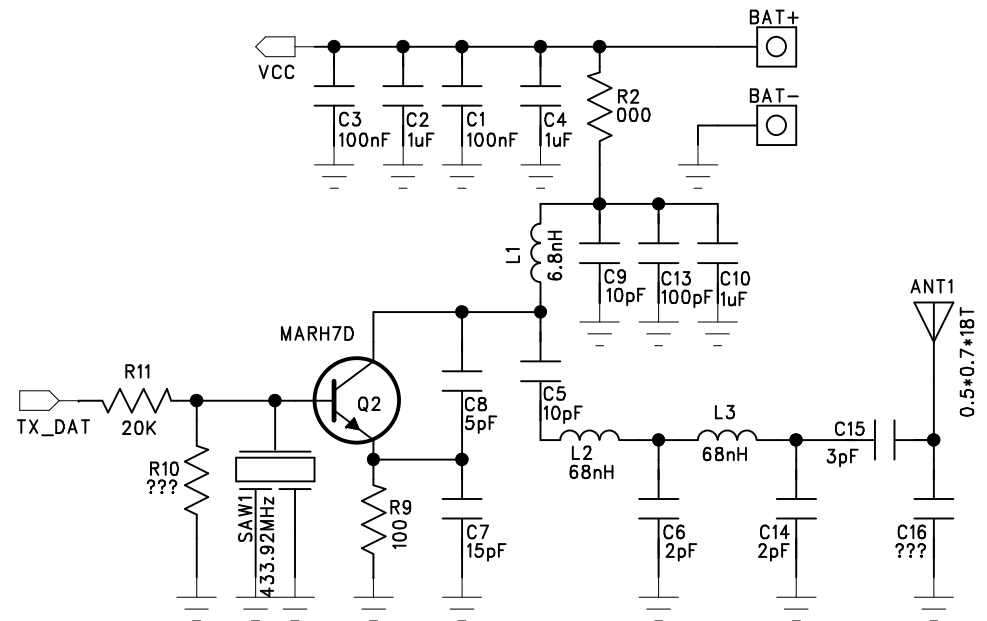 BAT+
VCC
C3
100nF
C2
1uF
C1
100nF
C4
1uF
R2
000
BAT-
L1
6.8nH
C9
10pF
C13
100pF
C10
1uF
ANT1
0.5*0.7*18T
MARH7D
Q2
R11
20K
TX_DAT
C8
5pF
C5
10pF
L2
68nH
L3
68nH
C15
3pF
R10
???
SAW1
433.92MHz
R9
100
C7
15pF
C6
2pF
C14
2pF
C16
???